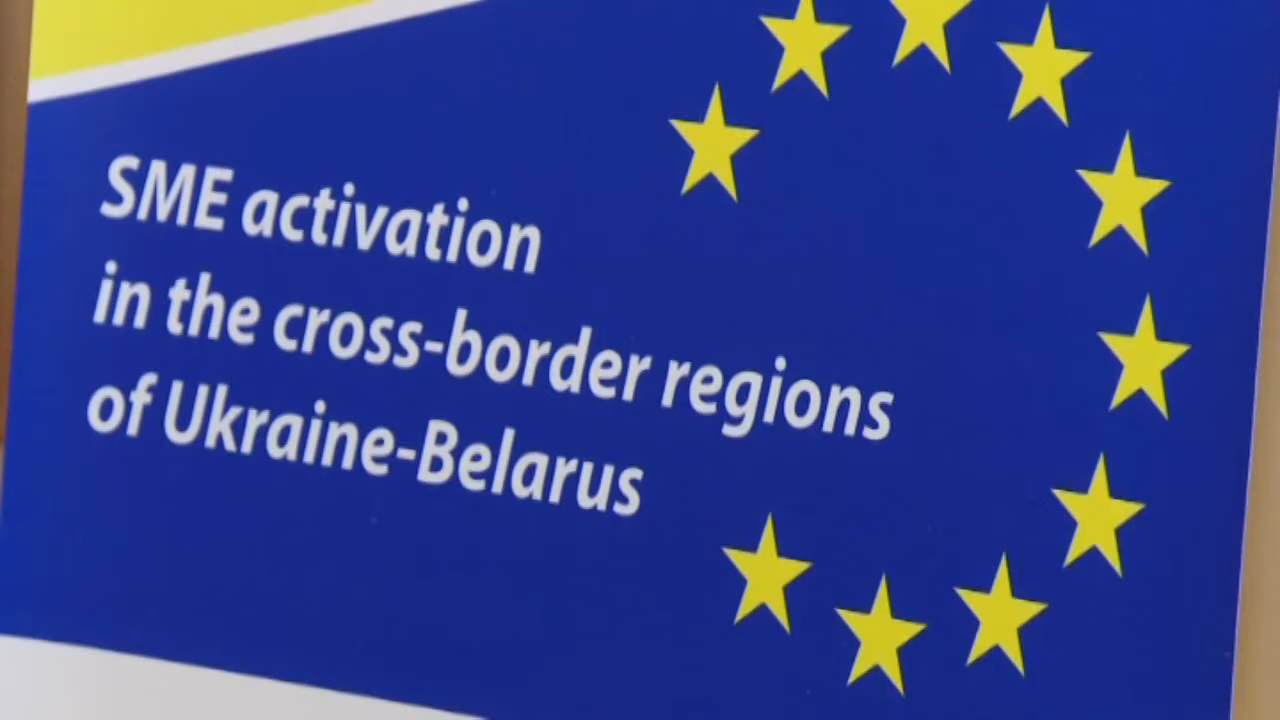 SME activation
in the cross-border regions
of Ukraine-Belarus